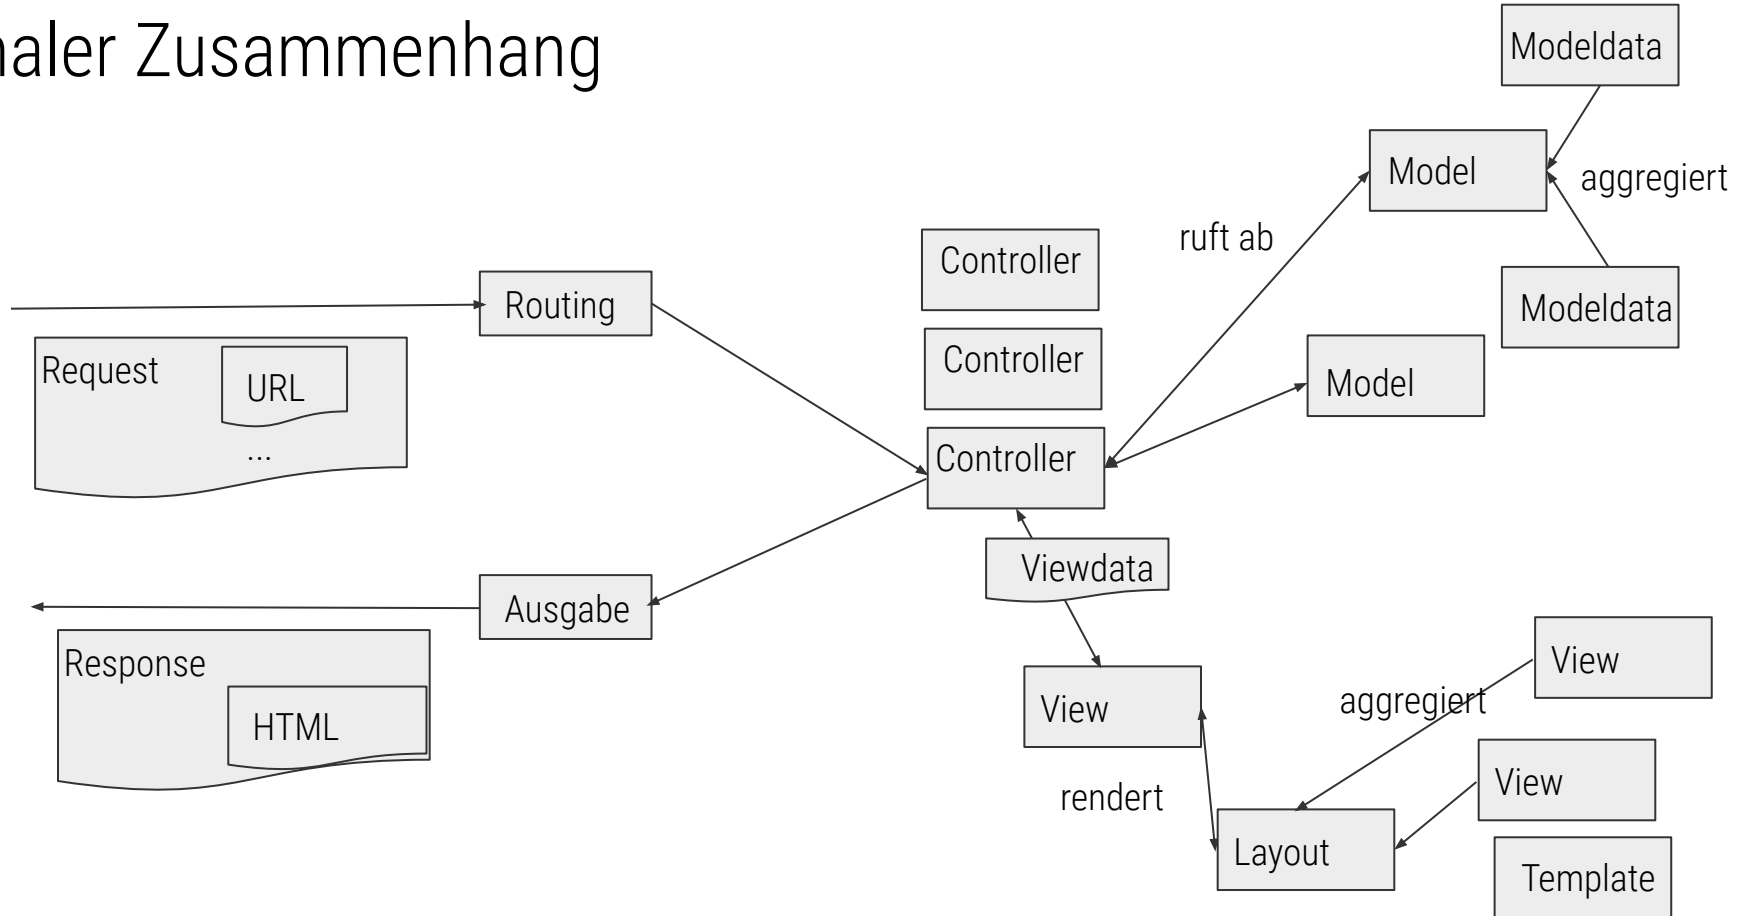 naler Zusammenhang
Modeldata
Model
aggregiert
ruft ab
Controller
Routing
Modeldata
Controller
Request
URL
Model
...
Controller
Viewdata
Ausgabe
Response
View
aggregiert
View
HTML
View
rendert
Layout
Template